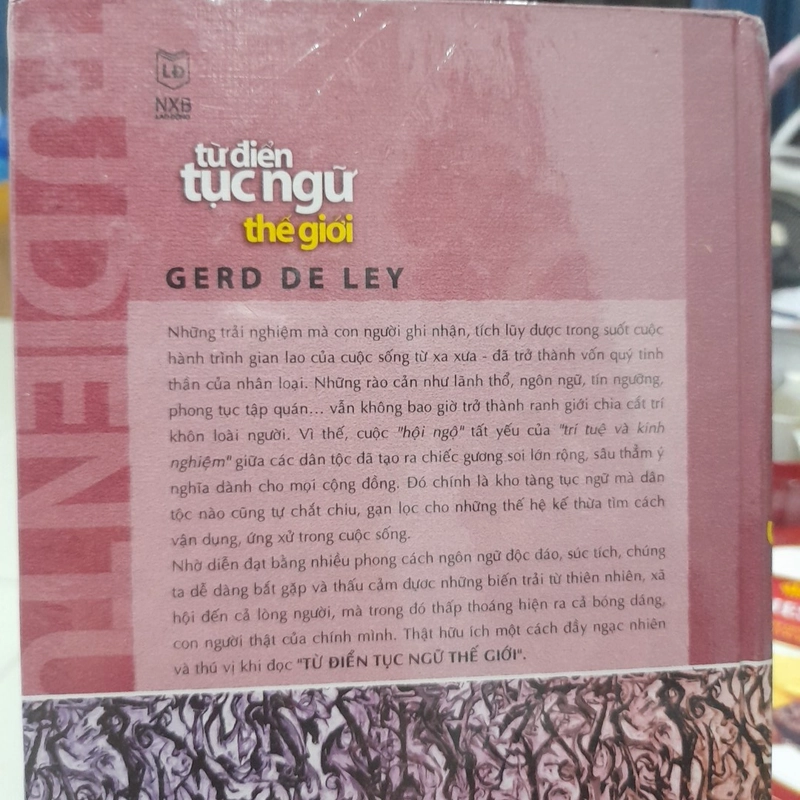 LĐ
NXB
LAO ĐỘNG
từ điển
tục ngữ
thế giới
GERD DE LEY
Những trải nghiệm mà con người ghi nhận, tích lũy được trong suốt cuộc
hành trình gian lao của cuộc sống từ xa xưa - đã trở thành vốn quý tinh
thần của nhân loại. Những rào cản như lãnh thổ, ngôn ngữ, tín ngưỡng,
phong tục tập quán... vẫn không bao giờ trở thành ranh giới chia cắt trí
khôn loài người. Vì thế, cuộc "hội ngộ" tất yếu của "trí tuệ và kinh
nghiệm" giữa các dân tộc đã tạo ra chiếc gương soi lớn rộng, sâu thẳm ý
nghĩa dành cho mọi cộng đồng. Đó chính là kho tàng tục ngữ mà dân
tộc nào cũng tự chất chiu, gạn lọc cho những thế hệ kế thừa tìm cách
vận dụng, ứng xử trong cuộc sống.
Nhờ diễn đạt bằng nhiều phong cách ngôn ngữ độc đáo, súc tích, chúng
ta dễ dàng bắt gặp và thấu cảm được những biến trải từ thiên nhiên, xã
hội đến cả lòng người, mà trong đó thấp thoáng hiện ra cả bóng dáng,
con người thật của chính mình. Thật hữu ích một cách đầy ngạc nhiên
và thú vị khi đọc "TỪ ĐIỂN TỤC NGỮ THẾ GIỚI".
TUDIENTU